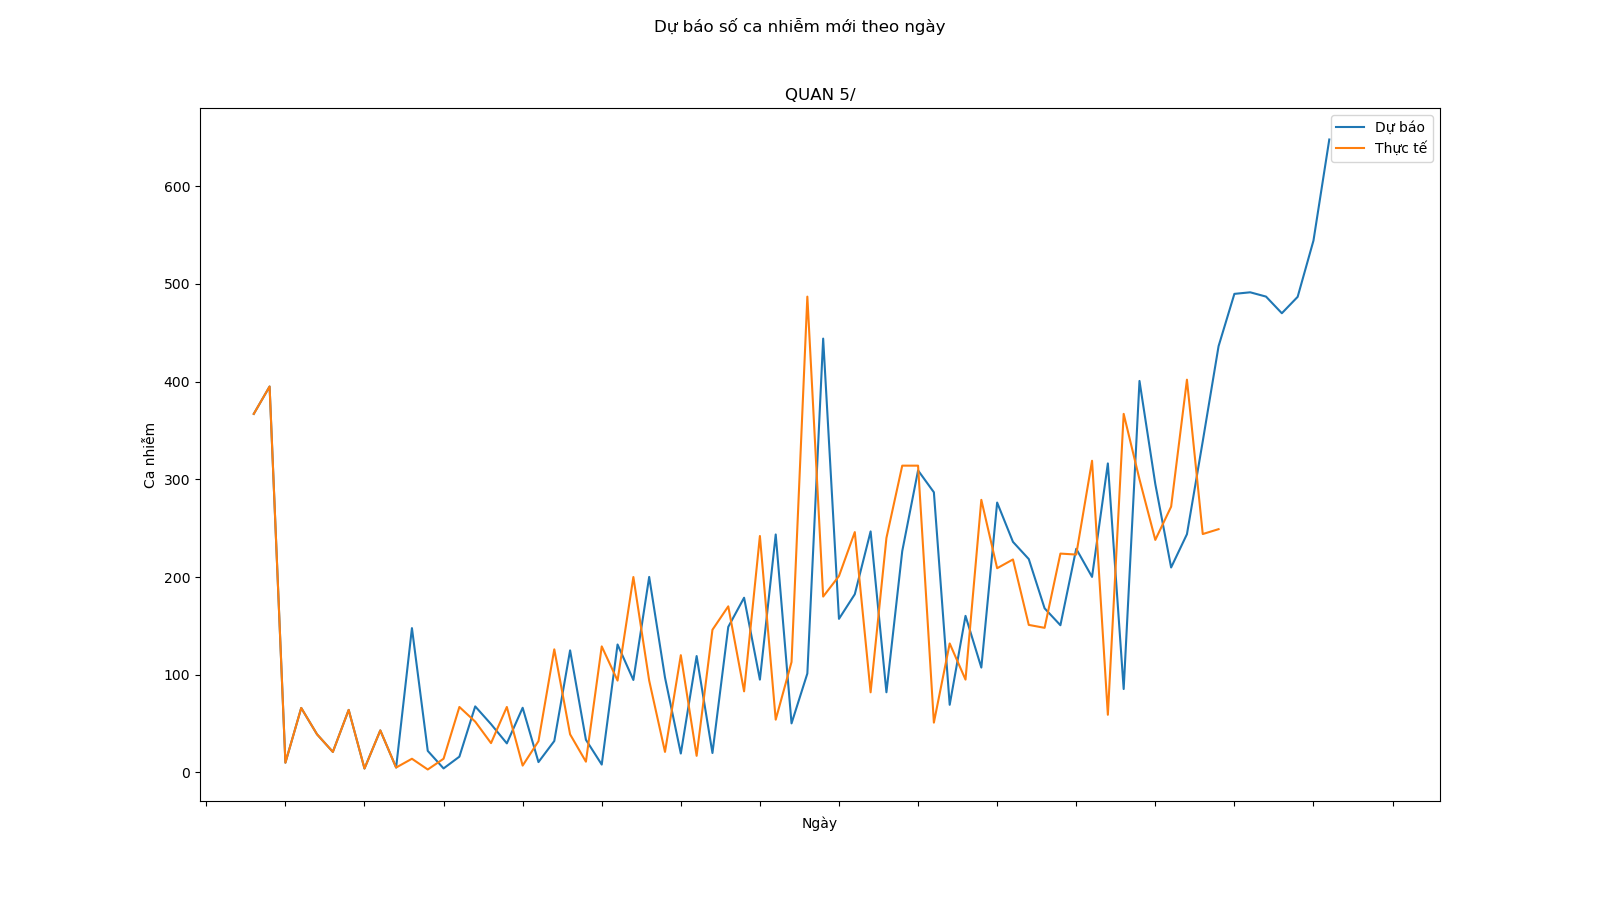 Dự báo số ca nhiễm mới theo ngày
QUAN 5/
Dự báo
Thực tế
600
500
400
300
200
100
0
Ca nhiễm
Ngày